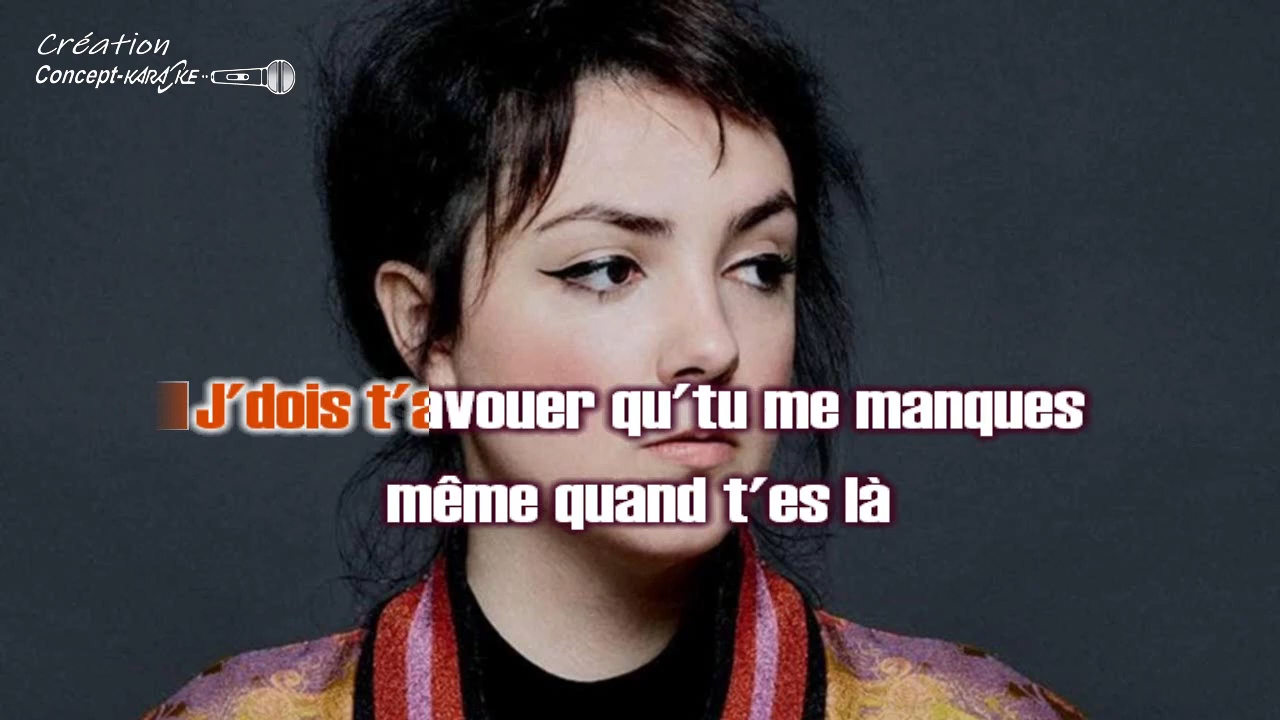 Création
Concept-KARAOKE
J'dois t'avouer qu'tu me manques
même quand t'es là